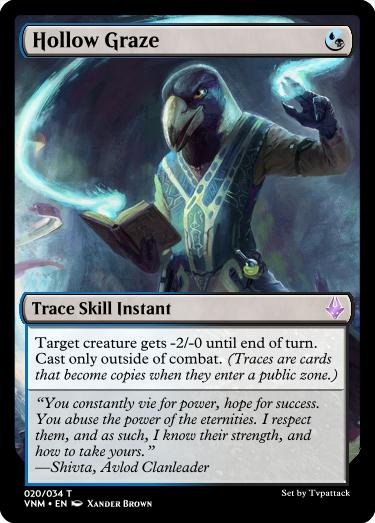 Hollow Graze
Trace Skill Instant
Target creature gets -2/-0 until end of turn.
Cast only outside of combat. (Traces are cards
that become copies when they enter a public zone.)
“You constantly vie for power, hope for success.
You abuse the power of the eternities. I respect
them, and as such, I know their strength, and
how to take yours.”
—Shivta, Avlod Clanleader
020/034 T
VNM • EN Xander Brown
Set by Tvpattack